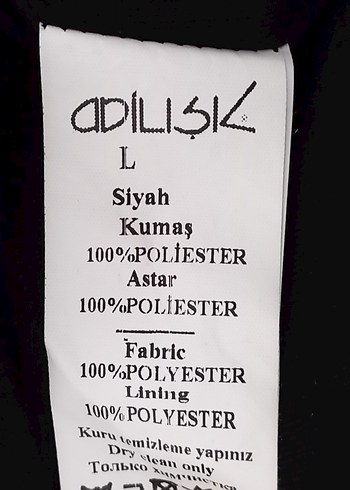 ADİLIŞIK
L
Siyah
Kumaş
100%POLİESTER
Astar
100%POLİESTER
Fabric
100%POLYESTER
Lining
100%POLYESTER
Kuru temizleme yapınız
Dry clean only
Только химчистка